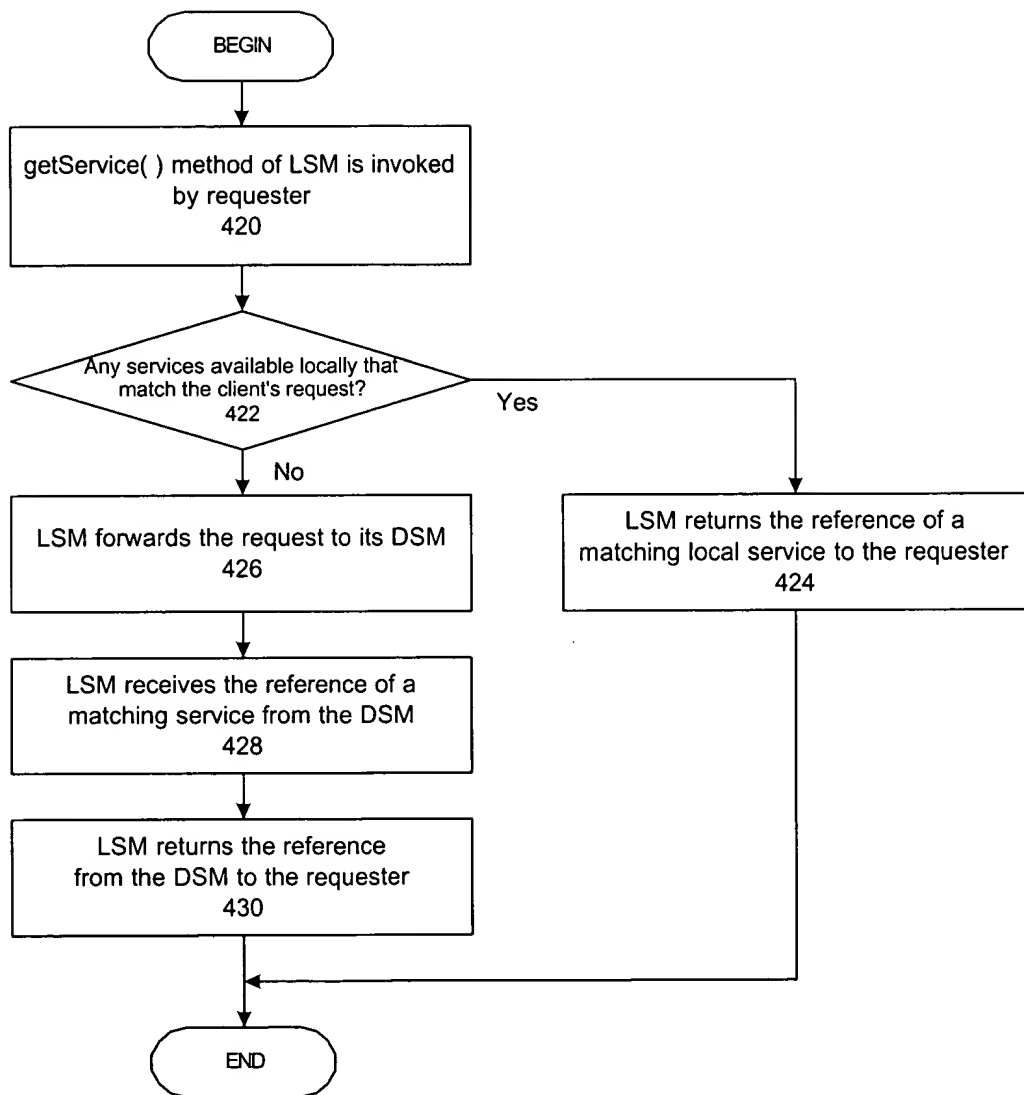 BEGIN
getService( ) method of LSM is invoked
by requester
420
Any services available locally that
match the client's request?
422
Yes
No
LSM forwards the request to its DSM
426
LSM returns the reference of a
matching local service to the requester
424
LSM receives the reference of a
matching service from the DSM
428
LSM returns the reference
from the DSM to the requester
430
END